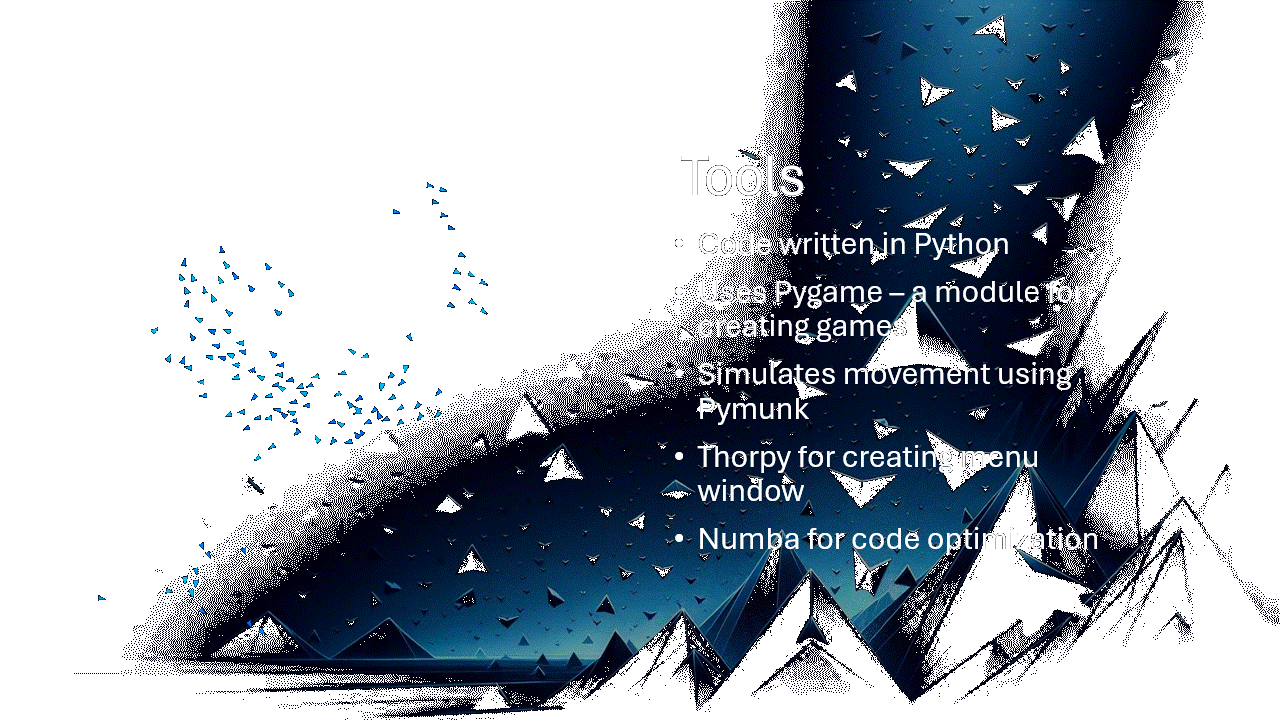 Tools
• Code written in Python
• Uses Pygame – a module for
creating games
• Simulates movement using
Pymunk
• Thorpy for creating menu
window
• Numba for code optimization